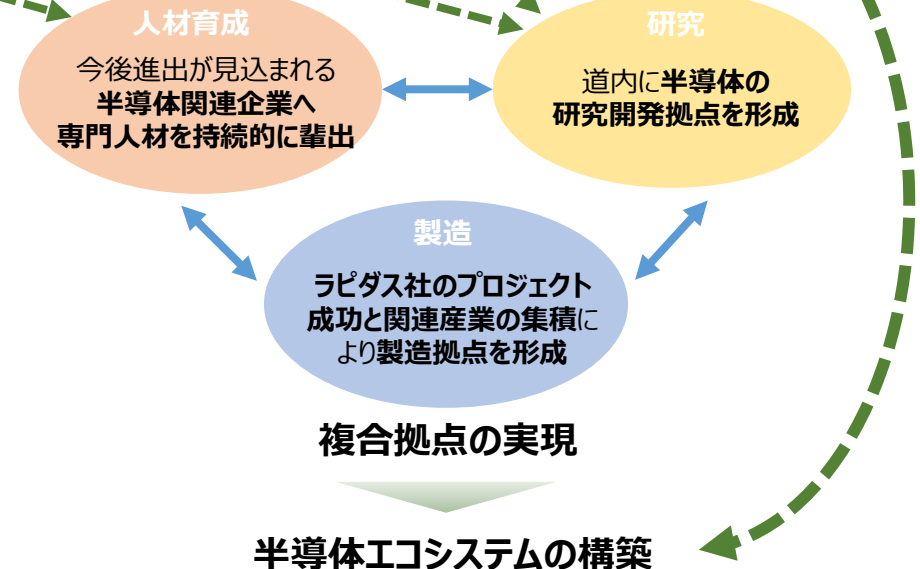 人材育成
今後進出が見込まれる
半導体関連企業へ
専門人材を持続的に輩出
研究
道内に半導体の
研究開発拠点を形成
製造
ラピダス社のプロジェクト
成功と関連産業の集積に
より製造拠点を形成
複合拠点の実現
半導体エコシステムの構築